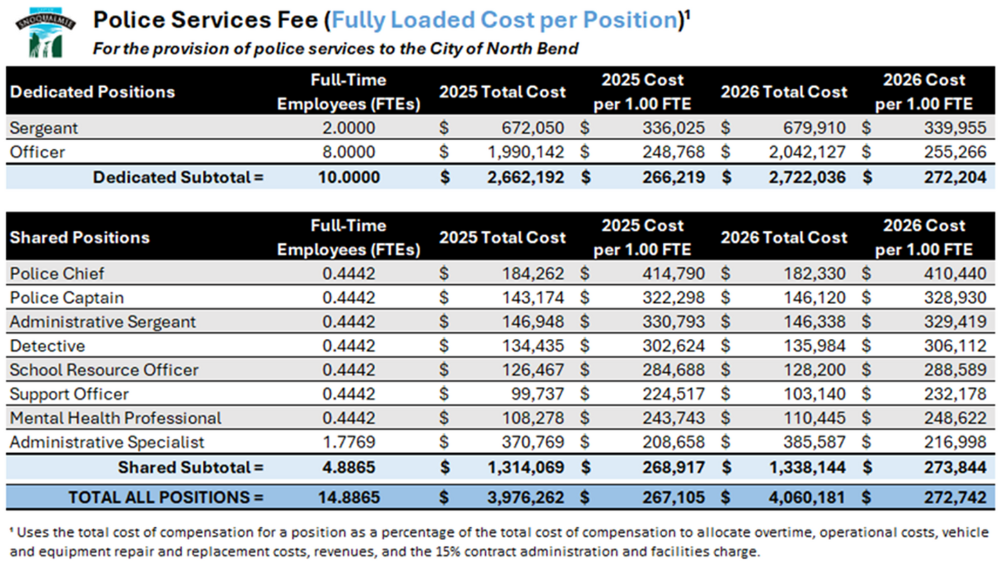 CITY OF
SNOQUALMIE
Police Services Fee (Fully Loaded Cost per Position)¹
For the provision of police services to the City of North Bend
Dedicated Positions Full-Time Employees (FTEs) 2025 Total Cost 2025 Cost per 1.00 FTE 2026 Total Cost 2026 Cost per 1.00 FTE
Sergeant 2.0000 $ 672,050 $ 336,025 $ 679,910 $ 339,955
Officer 8.0000 $ 1,990,142 $ 248,768 $ 2,042,127 $ 255,266
Dedicated Subtotal = 10.0000 $ 2,662,192 $ 266,219 $ 2,722,036 $ 272,204
Shared Positions Full-Time Employees (FTEs) 2025 Total Cost 2025 Cost per 1.00 FTE 2026 Total Cost 2026 Cost per 1.00 FTE
Police Chief 0.4442 $ 184,262 $ 414,790 $ 182,330 $ 410,440
Police Captain 0.4442 $ 143,174 $ 322,298 $ 146,120 $ 328,930
Administrative Sergeant 0.4442 $ 146,948 $ 330,793 $ 146,338 $ 329,419
Detective 0.4442 $ 134,435 $ 302,624 $ 135,984 $ 306,112
School Resource Officer 0.4442 $ 126,467 $ 284,688 $ 128,200 $ 288,589
Support Officer 0.4442 $ 99,737 $ 224,517 $ 103,140 $ 232,178
Mental Health Professional 0.4442 $ 108,278 $ 243,743 $ 110,445 $ 248,622
Administrative Specialist 1.7769 $ 370,769 $ 208,658 $ 385,587 $ 216,998
Shared Subtotal = 4.8865 $ 1,314,069 $ 268,917 $ 1,338,144 $ 273,844
TOTAL ALL POSITIONS = 14.8865 $ 3,976,262 $ 267,105 $ 4,060,181 $ 272,742
¹ Uses the total cost of compensation for a position as a percentage of the total cost of compensation to allocate overtime, operational costs, vehicle
and equipment repair and replacement costs, revenues, and the 15% contract administration and facilities charge.